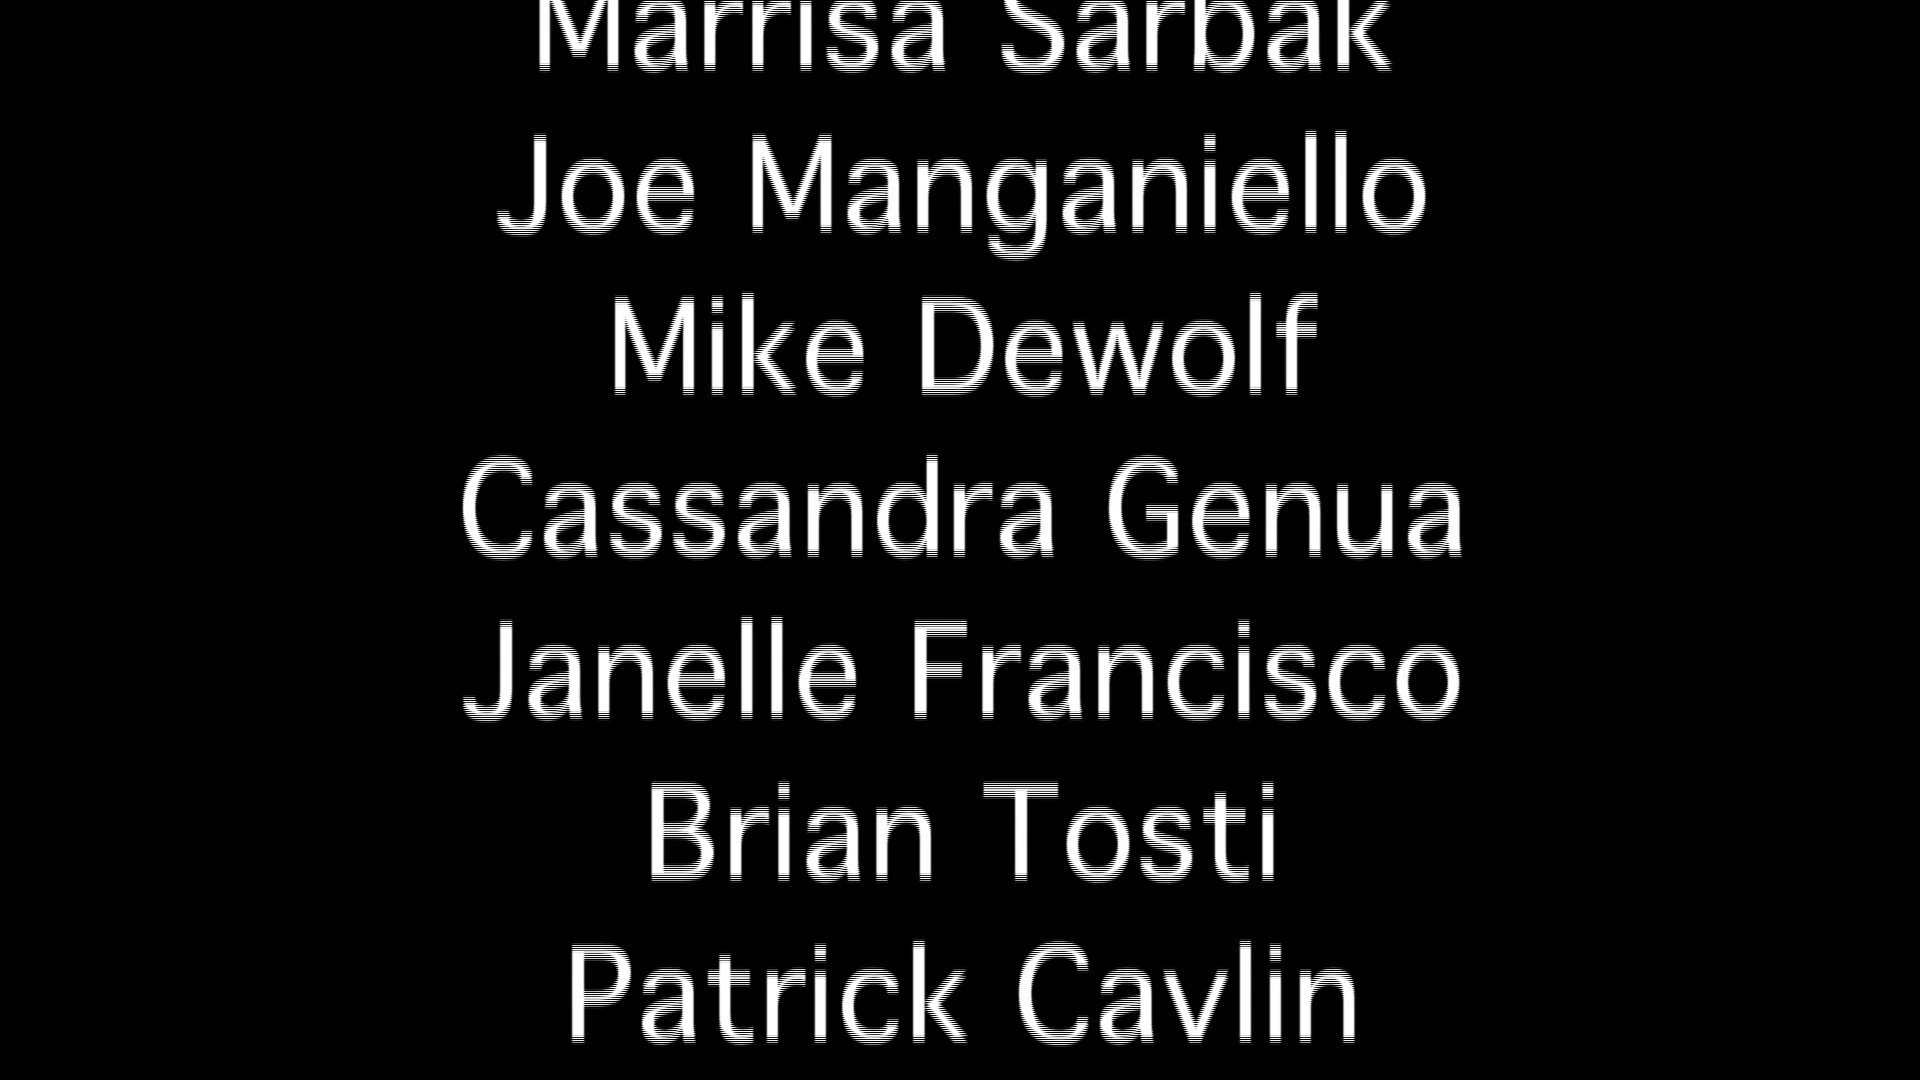 Marrisa Sarbak
Joe Manganiello
Mike Dewolf
Cassandra Genua
Janelle Francisco
Brian Tosti
Patrick Cavlin